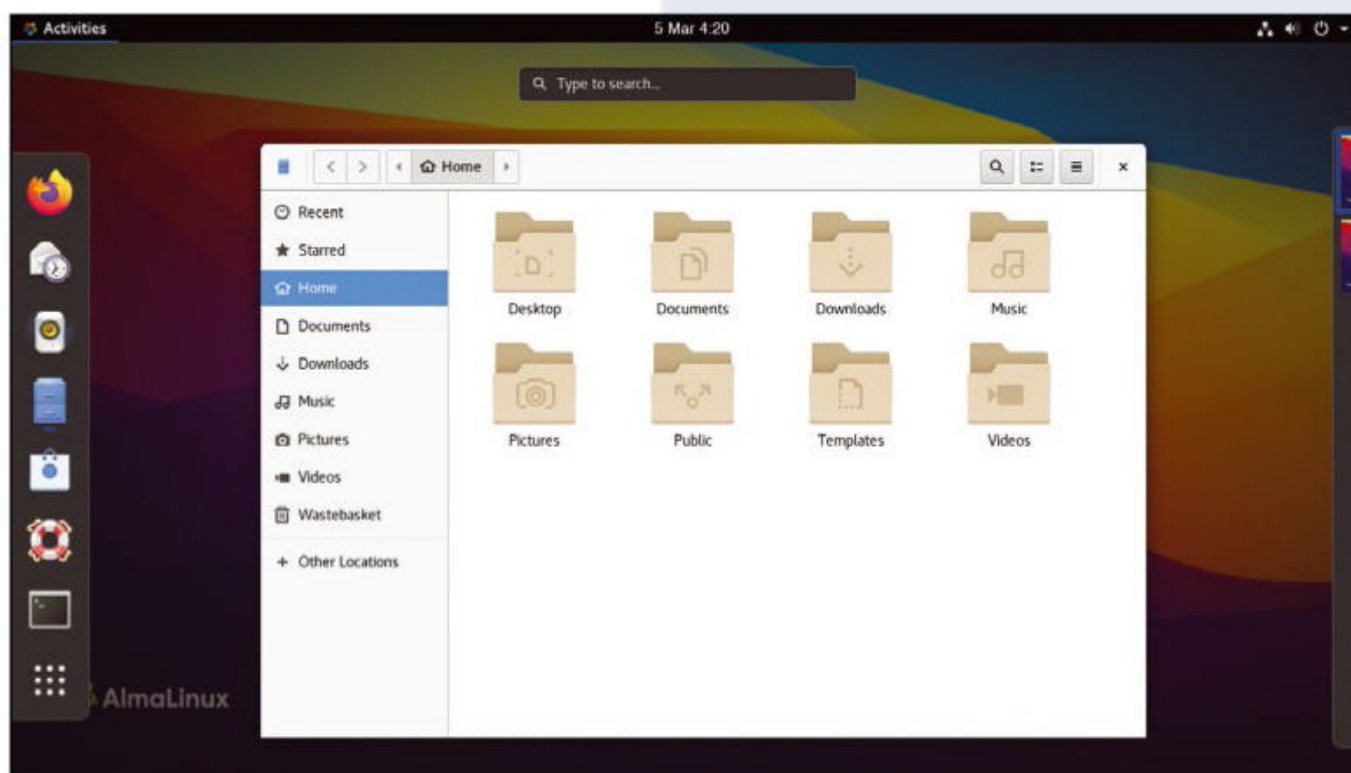 Activities
5 Mar 4:20
Type to search...
Home
Recent
Starred
Home
Documents
Downloads
Music
Pictures
Videos
Wastebasket
+ Other Locations
Desktop Documents Downloads Music
Pictures Public Templates Videos
AlmaLinux